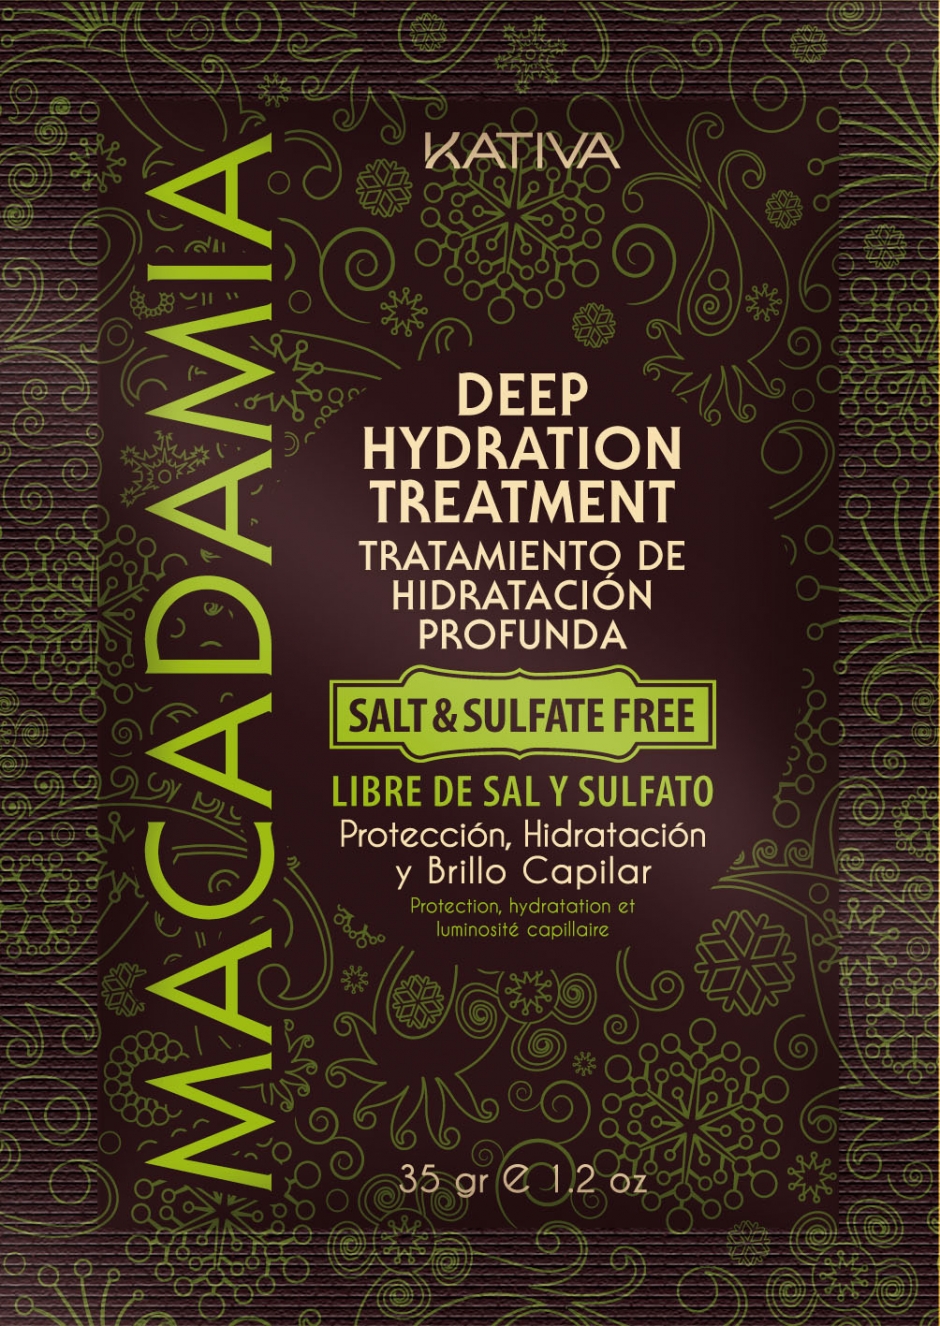 KATIVA
MACADAMIA
DEEP
HYDRATION
TREATMENT
TRATAMIENTO DE
HIDRATACIÓN
PROFUNDA
SALT & SULFATE FREE
LIBRE DE SAL Y SULFATO
Protección, Hidratación
y Brillo Capilar
Protection, hydratation et
luminosité capillaire
35 gr e 1.2 oz